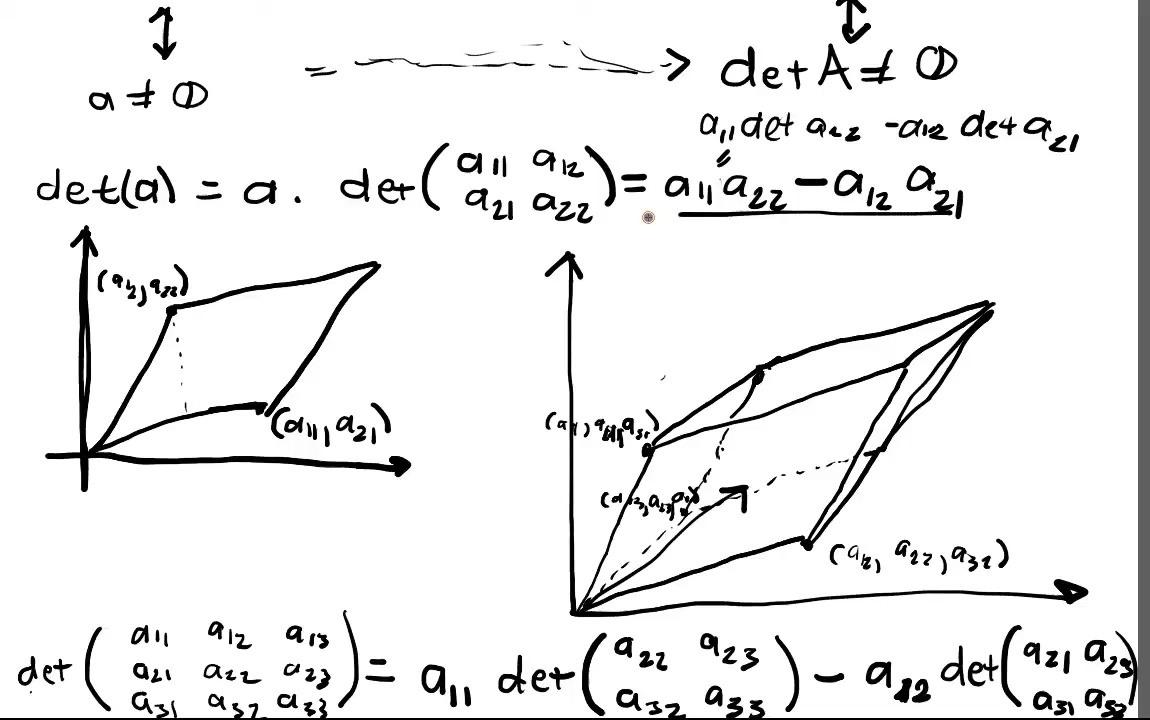 a ≠ 0
det A ≠ 0
a₁₁ det a₂₂ - a₁₂ det a₂₁
det(a) = a. det(a₁₁ a₁₂ = a₁₁ a₂₂ - a₁₂ a₂₁
a₂₁ a₂₂)
(a₁₂, a₂₂)
(a₁₁, a₂₁)
(a₁₂, a₂₂, a₃₂)
det(a₁₁ a₁₂ a₁₃
a₂₁ a₂₂ a₂₃
a₃₁ a₃₂ a₃₃) = a₁₁ det(a₂₂ a₂₃
a₃₂ a₃₃) - a₁₂ det(a₂₁ a₂₃
a₃₁